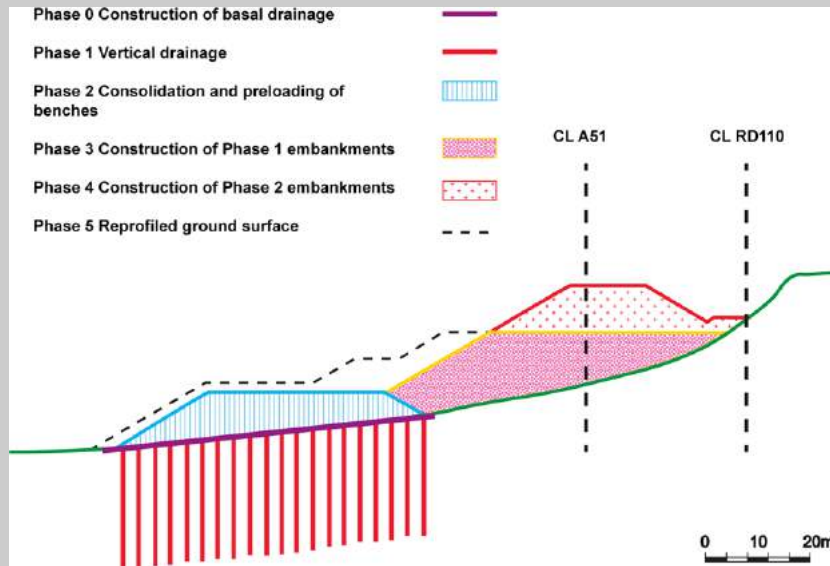 Phase 0 Construction of basal drainage
Phase 1 Vertical drainage
Phase 2 Consolidation and preloading of
benches
Phase 3 Construction of Phase 1 embankments
Phase 4 Construction of Phase 2 embankments
Phase 5 Reprofiled ground surface
CL A51
CL RD110
0 10 20m